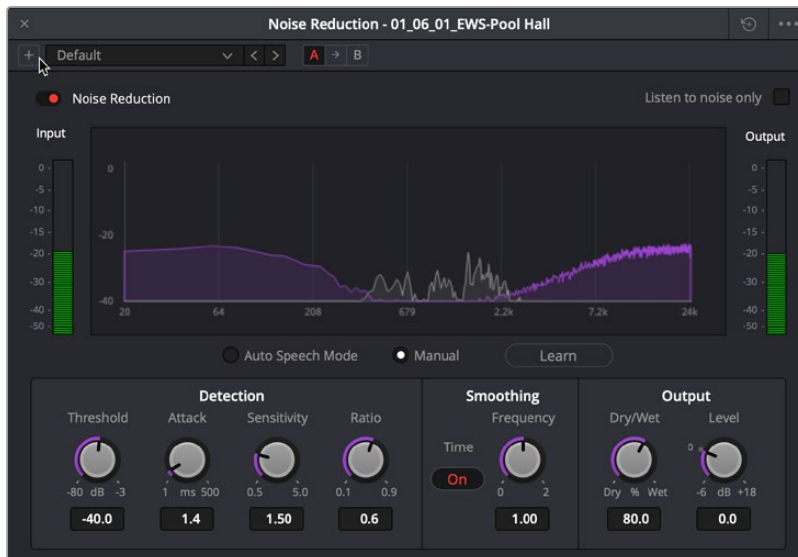 × Noise Reduction - 01_06_01_EWS-Pool Hall •••
+ Default < > A → B
Noise Reduction Listen to noise only
Input Output
0 -
-5 -
-10 -
-15 -
-20 -
-30 -
-40 -
-50 -
0
-20
-40
20 64 208 679 2.2k 7.2k 24k
0 -
-5 -
-10 -
-15 -
-20 -
-30 -
-40 -
-50 -
Auto Speech Mode Manual Learn
Detection
Threshold Attack Sensitivity Ratio
-80 dB -3 1 ms 500 0.5 5.0 0.1 0.9
-40.0 1.4 1.50 0.6
Smoothing
Frequency
Time
On
0 2
1.00
Output
Dry/Wet Level
0
Dry % Wet -6 dB +18
80.0 0.0